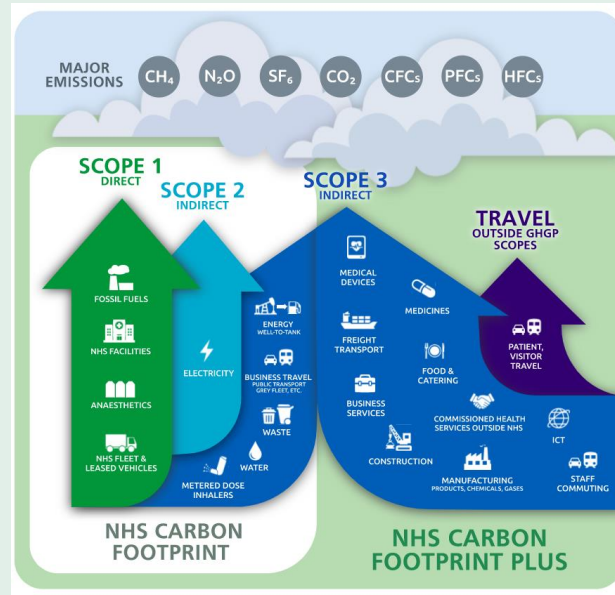 MAJOR
EMISSIONS
CH₄
N₂O
SF₆
CO₂
CFCs
PFCs
HFCs
SCOPE 1
DIRECT
FOSSIL FUELS
NHS FACILITIES
ANAESTHETICS
NHS FLEET &
LEASED VEHICLES
SCOPE 2
INDIRECT
ELECTRICITY
SCOPE 3
INDIRECT
ENERGY
WELL-TO-TANK
BUSINESS TRAVEL
PUBLIC TRANSPORT
GREY FLEET, ETC.
WASTE
WATER
METERED DOSE
INHALERS
MEDICAL
DEVICES
MEDICINES
FREIGHT
TRANSPORT
FOOD &
CATERING
BUSINESS
SERVICES
COMMISSIONED HEALTH
SERVICES OUTSIDE NHS
CONSTRUCTION
MANUFACTURING
PRODUCTS, CHEMICALS, GASES
ICT
STAFF
COMMUTING
TRAVEL
OUTSIDE GHGP
SCOPES
PATIENT,
VISITOR
TRAVEL
NHS CARBON
FOOTPRINT
NHS CARBON
FOOTPRINT PLUS